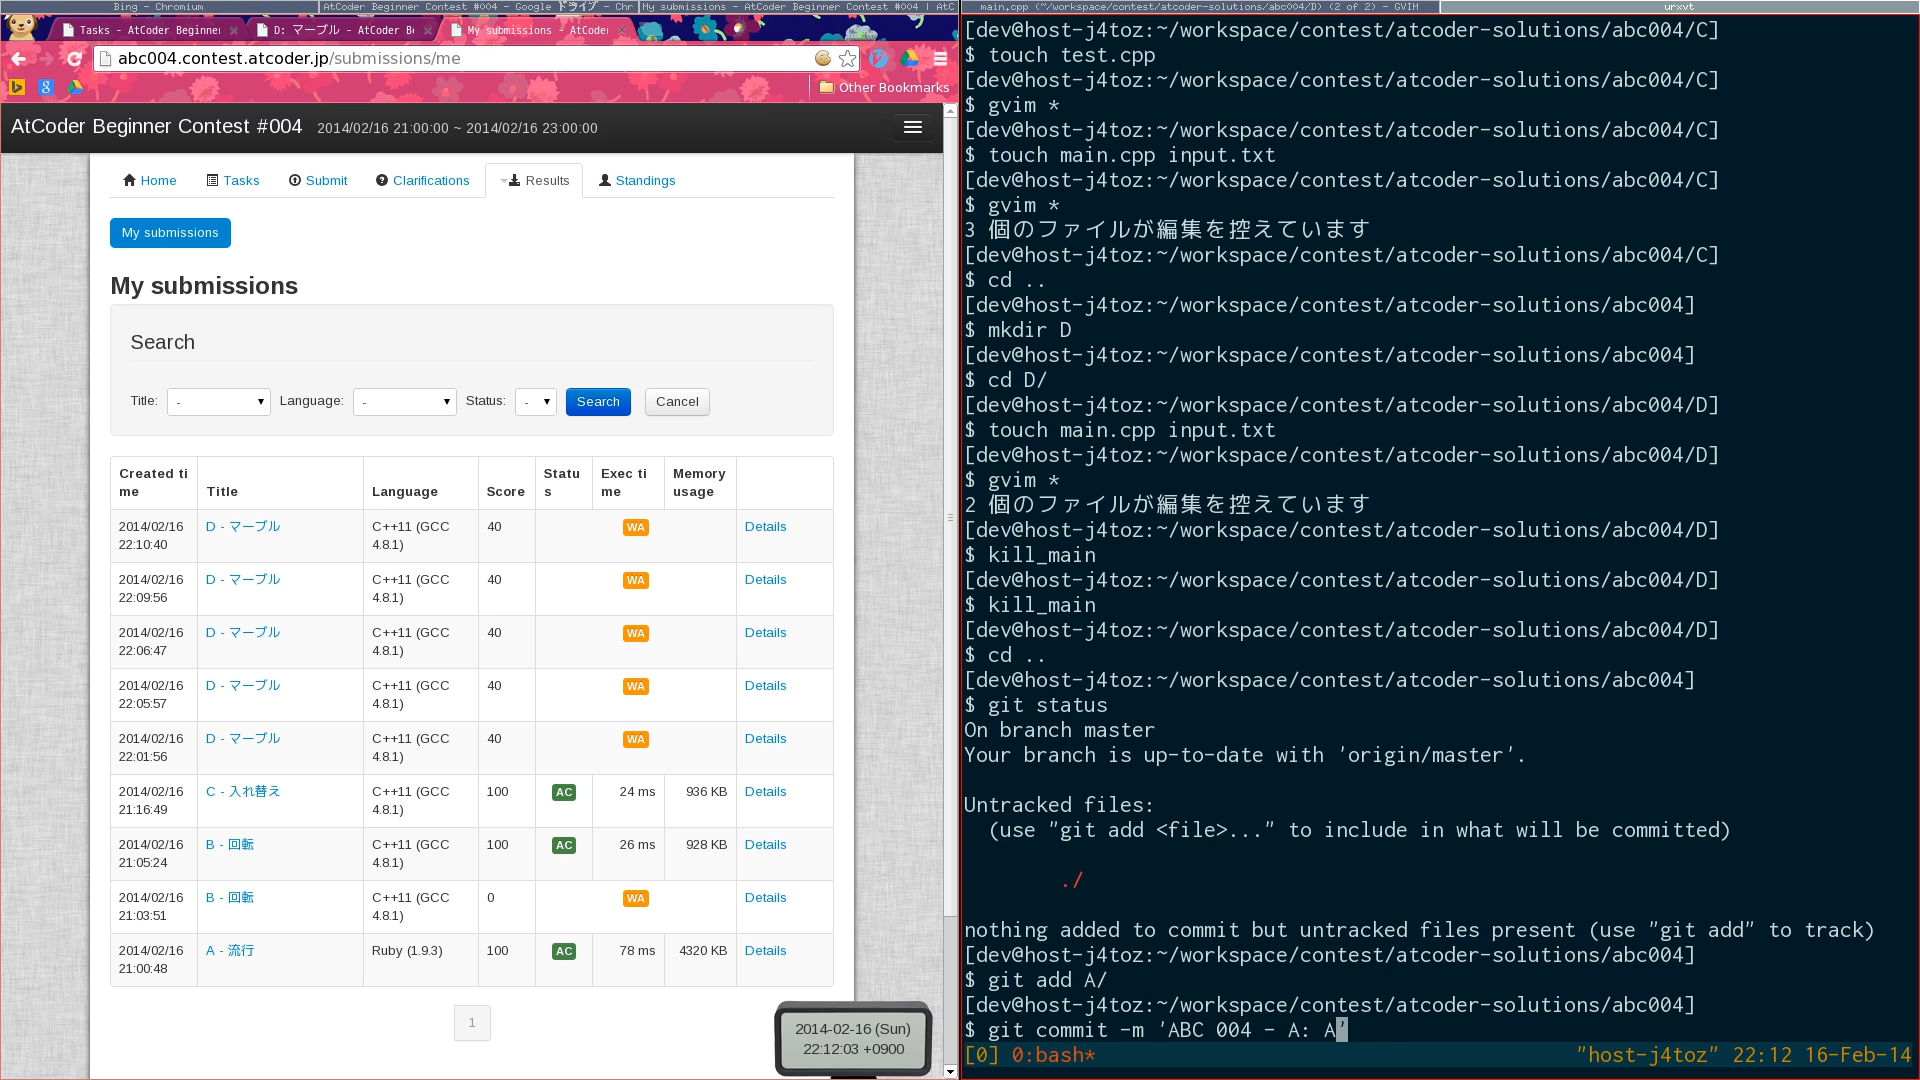 Bing - Chromium
AtCoder Beginner Contest #004 - Google ドライブ - Chr
My submissions - AtCoder Beginner Contest #004 | AtC
main.cpp (~/workspace/contest/atcoder-solutions/abc004/D) (2 of 2) - GVIM
urxvt
Tasks - AtCoder Beginner
D: マーブル - AtCoder Be
My submissions - AtCoder
abc004.contest.atcoder.jp/submissions/me
Other Bookmarks
AtCoder Beginner Contest #004 2014/02/16 21:00:00 ~ 2014/02/16 23:00:00
Home Tasks Submit Clarifications Results Standings
My submissions
My submissions
Search
Title: - Language: - Status: - Search Cancel
Created ti
me Title Language Score Statu
s Exec ti
me Memory
usage
2014/02/16
22:10:40 D - マーブル C++11 (GCC
4.8.1) 40 WA Details
2014/02/16
22:09:56 D - マーブル C++11 (GCC
4.8.1) 40 WA Details
2014/02/16
22:06:47 D - マーブル C++11 (GCC
4.8.1) 40 WA Details
2014/02/16
22:05:57 D - マーブル C++11 (GCC
4.8.1) 40 WA Details
2014/02/16
22:01:56 D - マーブル C++11 (GCC
4.8.1) 40 WA Details
2014/02/16
21:16:49 C - 入れ替え C++11 (GCC
4.8.1) 100 AC 24 ms 936 KB Details
2014/02/16
21:05:24 B - 回転 C++11 (GCC
4.8.1) 100 AC 26 ms 928 KB Details
2014/02/16
21:03:51 B - 回転 C++11 (GCC
4.8.1) 0 WA Details
2014/02/16
21:00:48 A - 流行 Ruby (1.9.3) 100 AC 78 ms 4320 KB Details
1
2014-02-16 (Sun)
22:12:03 +0900
[dev@host-j4toz:~/workspace/contest/atcoder-solutions/abc004/C]
$ touch test.cpp
[dev@host-j4toz:~/workspace/contest/atcoder-solutions/abc004/C]
$ gvim *
[dev@host-j4toz:~/workspace/contest/atcoder-solutions/abc004/C]
$ touch main.cpp input.txt
[dev@host-j4toz:~/workspace/contest/atcoder-solutions/abc004/C]
$ gvim *
3 個のファイルが編集を控えています
[dev@host-j4toz:~/workspace/contest/atcoder-solutions/abc004/C]
$ cd ..
[dev@host-j4toz:~/workspace/contest/atcoder-solutions/abc004]
$ mkdir D
[dev@host-j4toz:~/workspace/contest/atcoder-solutions/abc004]
$ cd D/
[dev@host-j4toz:~/workspace/contest/atcoder-solutions/abc004/D]
$ touch main.cpp input.txt
[dev@host-j4toz:~/workspace/contest/atcoder-solutions/abc004/D]
$ gvim *
2 個のファイルが編集を控えています
[dev@host-j4toz:~/workspace/contest/atcoder-solutions/abc004/D]
$ kill_main
[dev@host-j4toz:~/workspace/contest/atcoder-solutions/abc004/D]
$ kill_main
[dev@host-j4toz:~/workspace/contest/atcoder-solutions/abc004/D]
$ cd ..
[dev@host-j4toz:~/workspace/contest/atcoder-solutions/abc004]
$ git status
On branch master
Your branch is up-to-date with 'origin/master'.
Untracked files:
(use "git add <file>..." to include in what will be committed)
./
nothing added to commit but untracked files present (use "git add" to track)
[dev@host-j4toz:~/workspace/contest/atcoder-solutions/abc004]
$ git add A/
[dev@host-j4toz:~/workspace/contest/atcoder-solutions/abc004]
$ git commit -m 'ABC 004 - A: A'
[0] 0:bash* "host-j4toz" 22:12 16-Feb-14